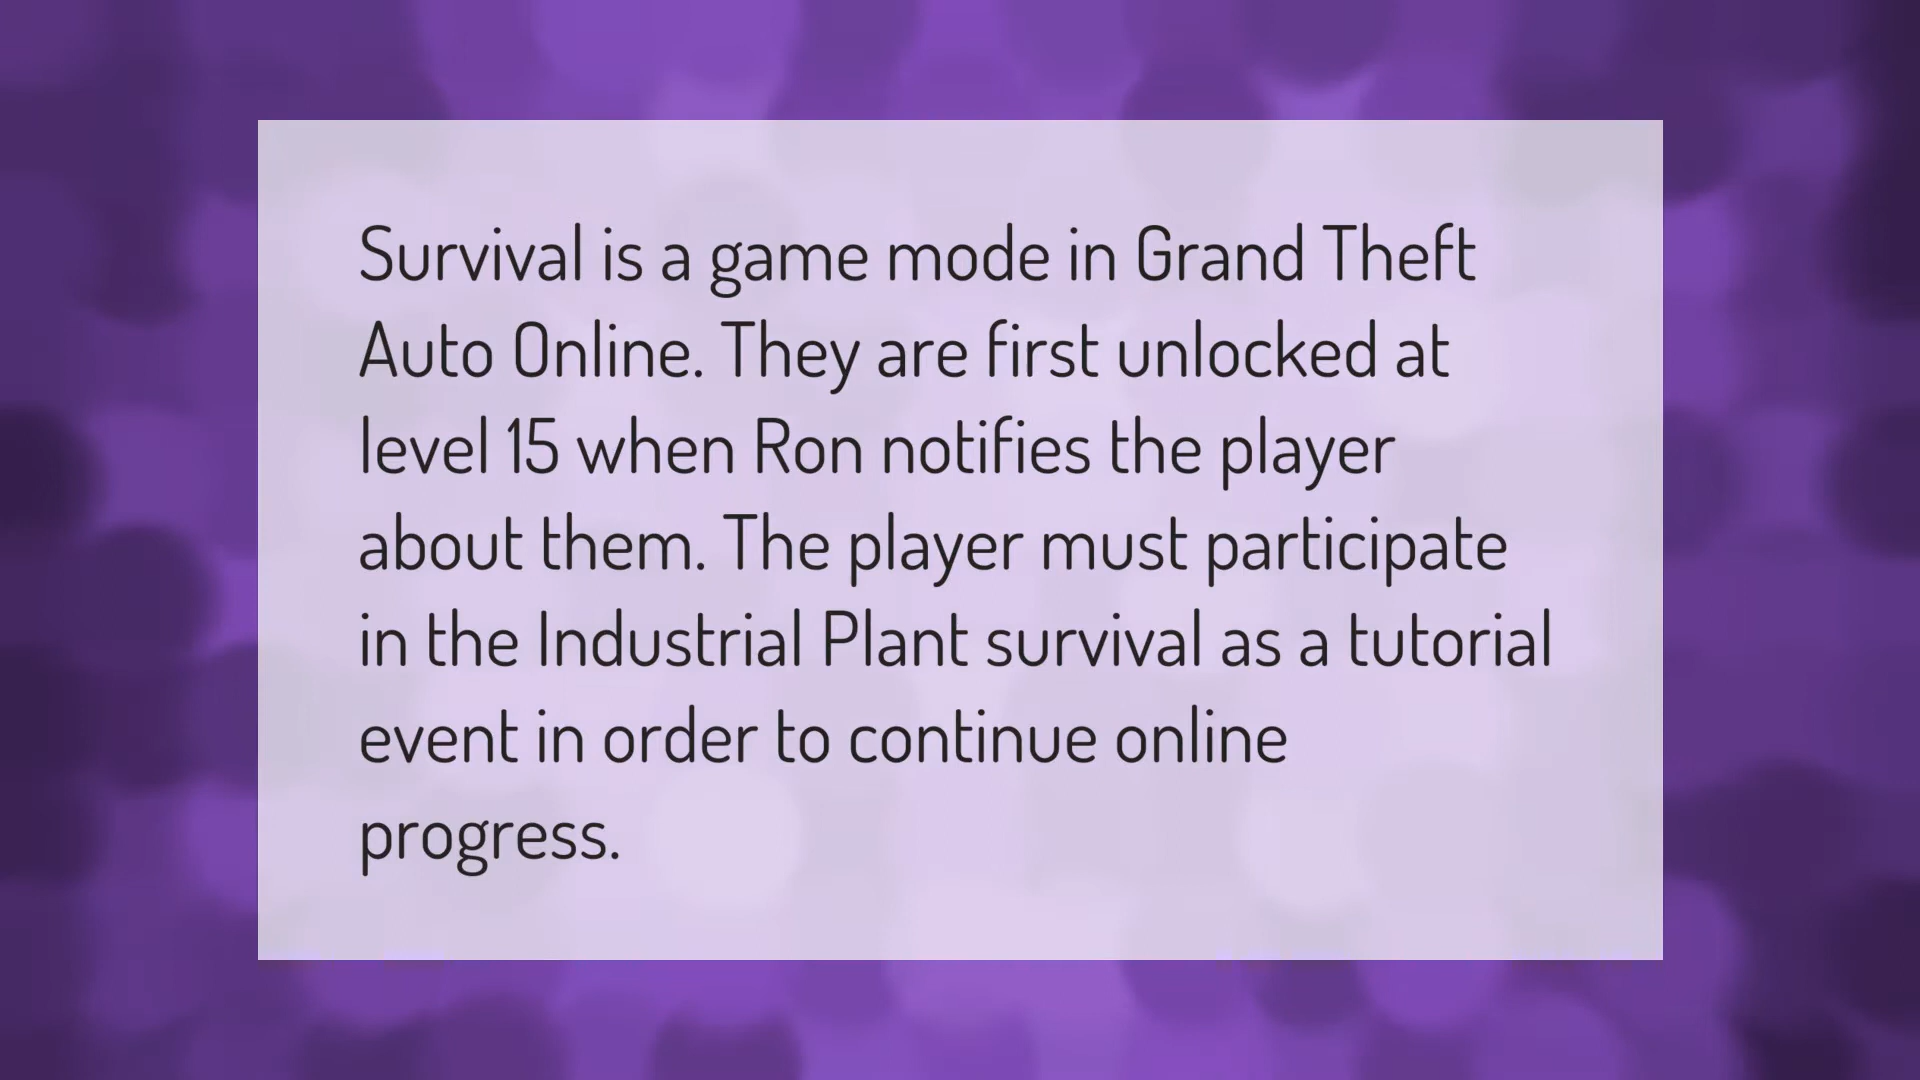 Survival is a game mode in Grand Theft
Auto Online. They are first unlocked at
level 15 when Ron notifies the player
about them. The player must participate
in the Industrial Plant survival as a tutorial
event in order to continue online
progress.